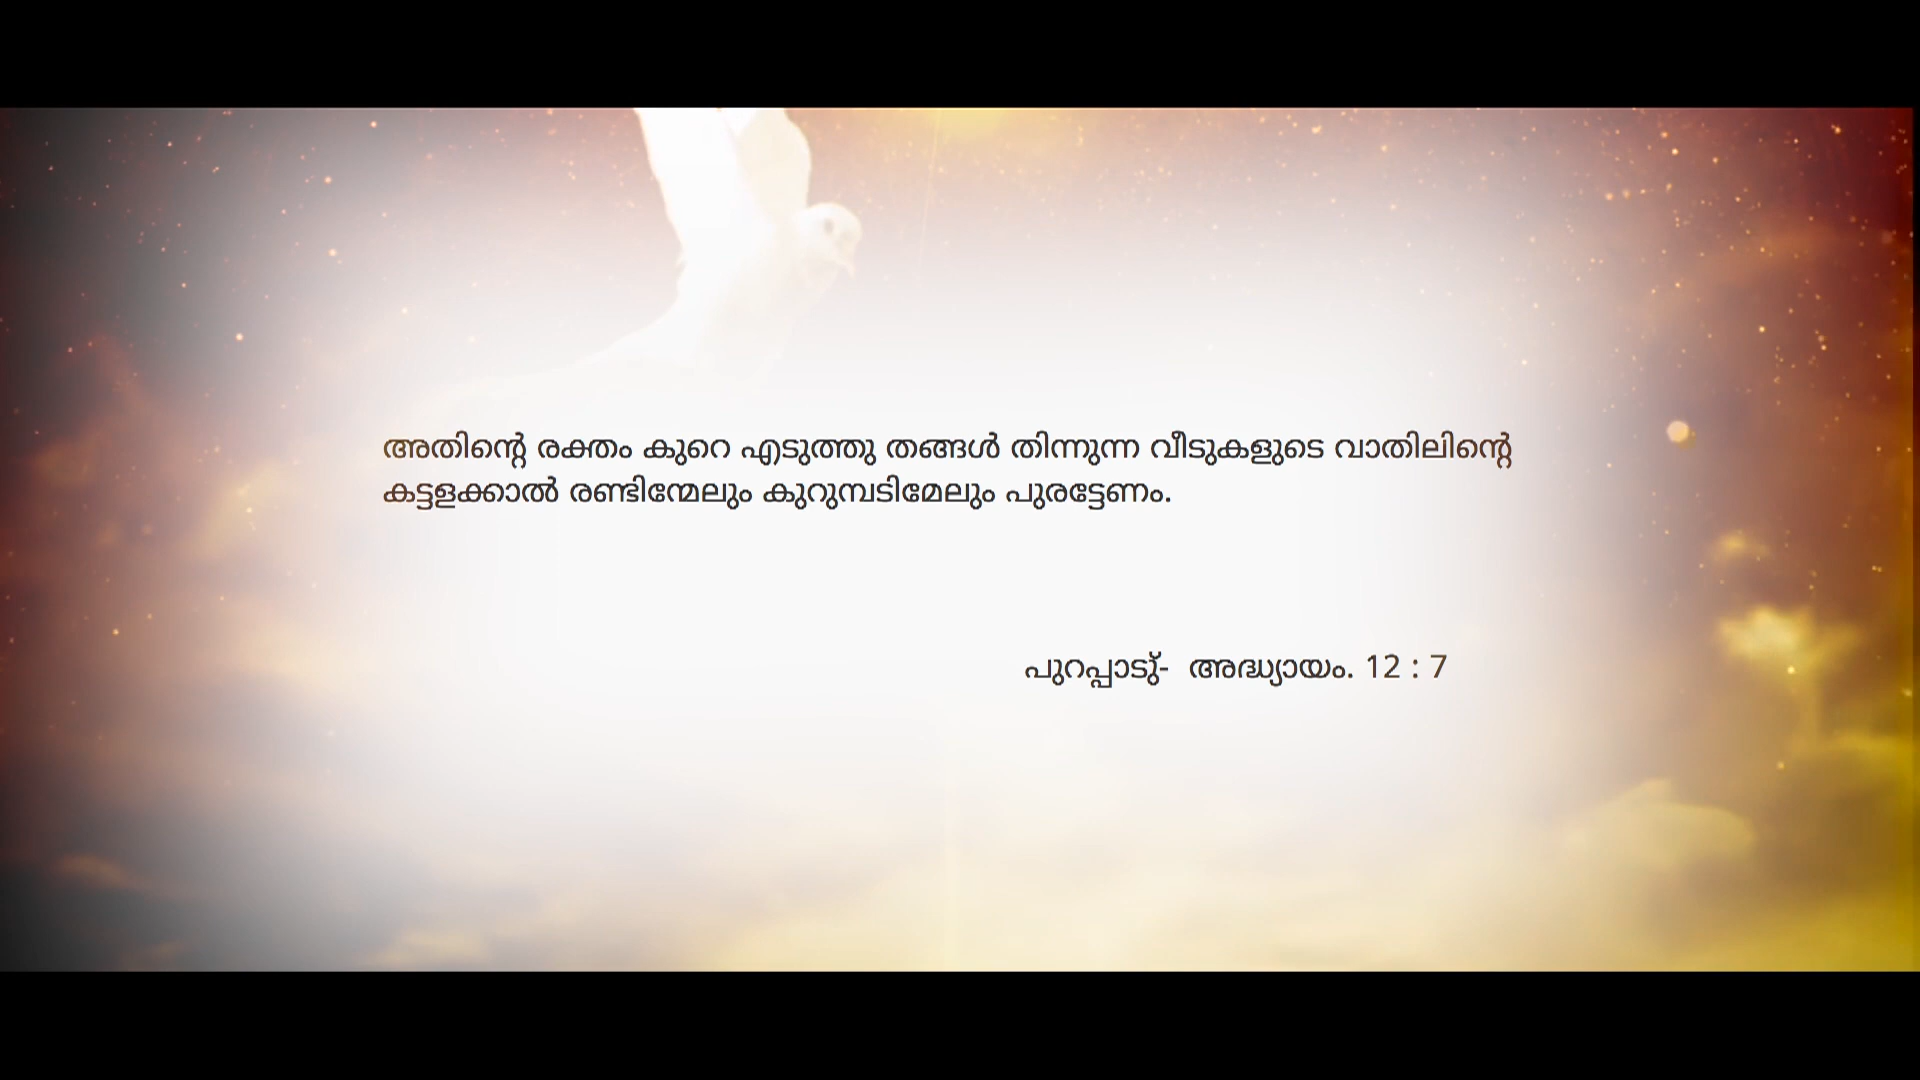 അതിന്റെ രക്തം കുറെ എടുത്തു തങ്ങൾ തിന്നുന്ന വീടുകളുടെ വാതിലിന്റെ
കട്ടളക്കാൽ രണ്ടിന്മേലും കുറുമ്പടിമേലും പുരട്ടേണം.
പുറപ്പാടു്- അദ്ധ്യായം. 12 : 7